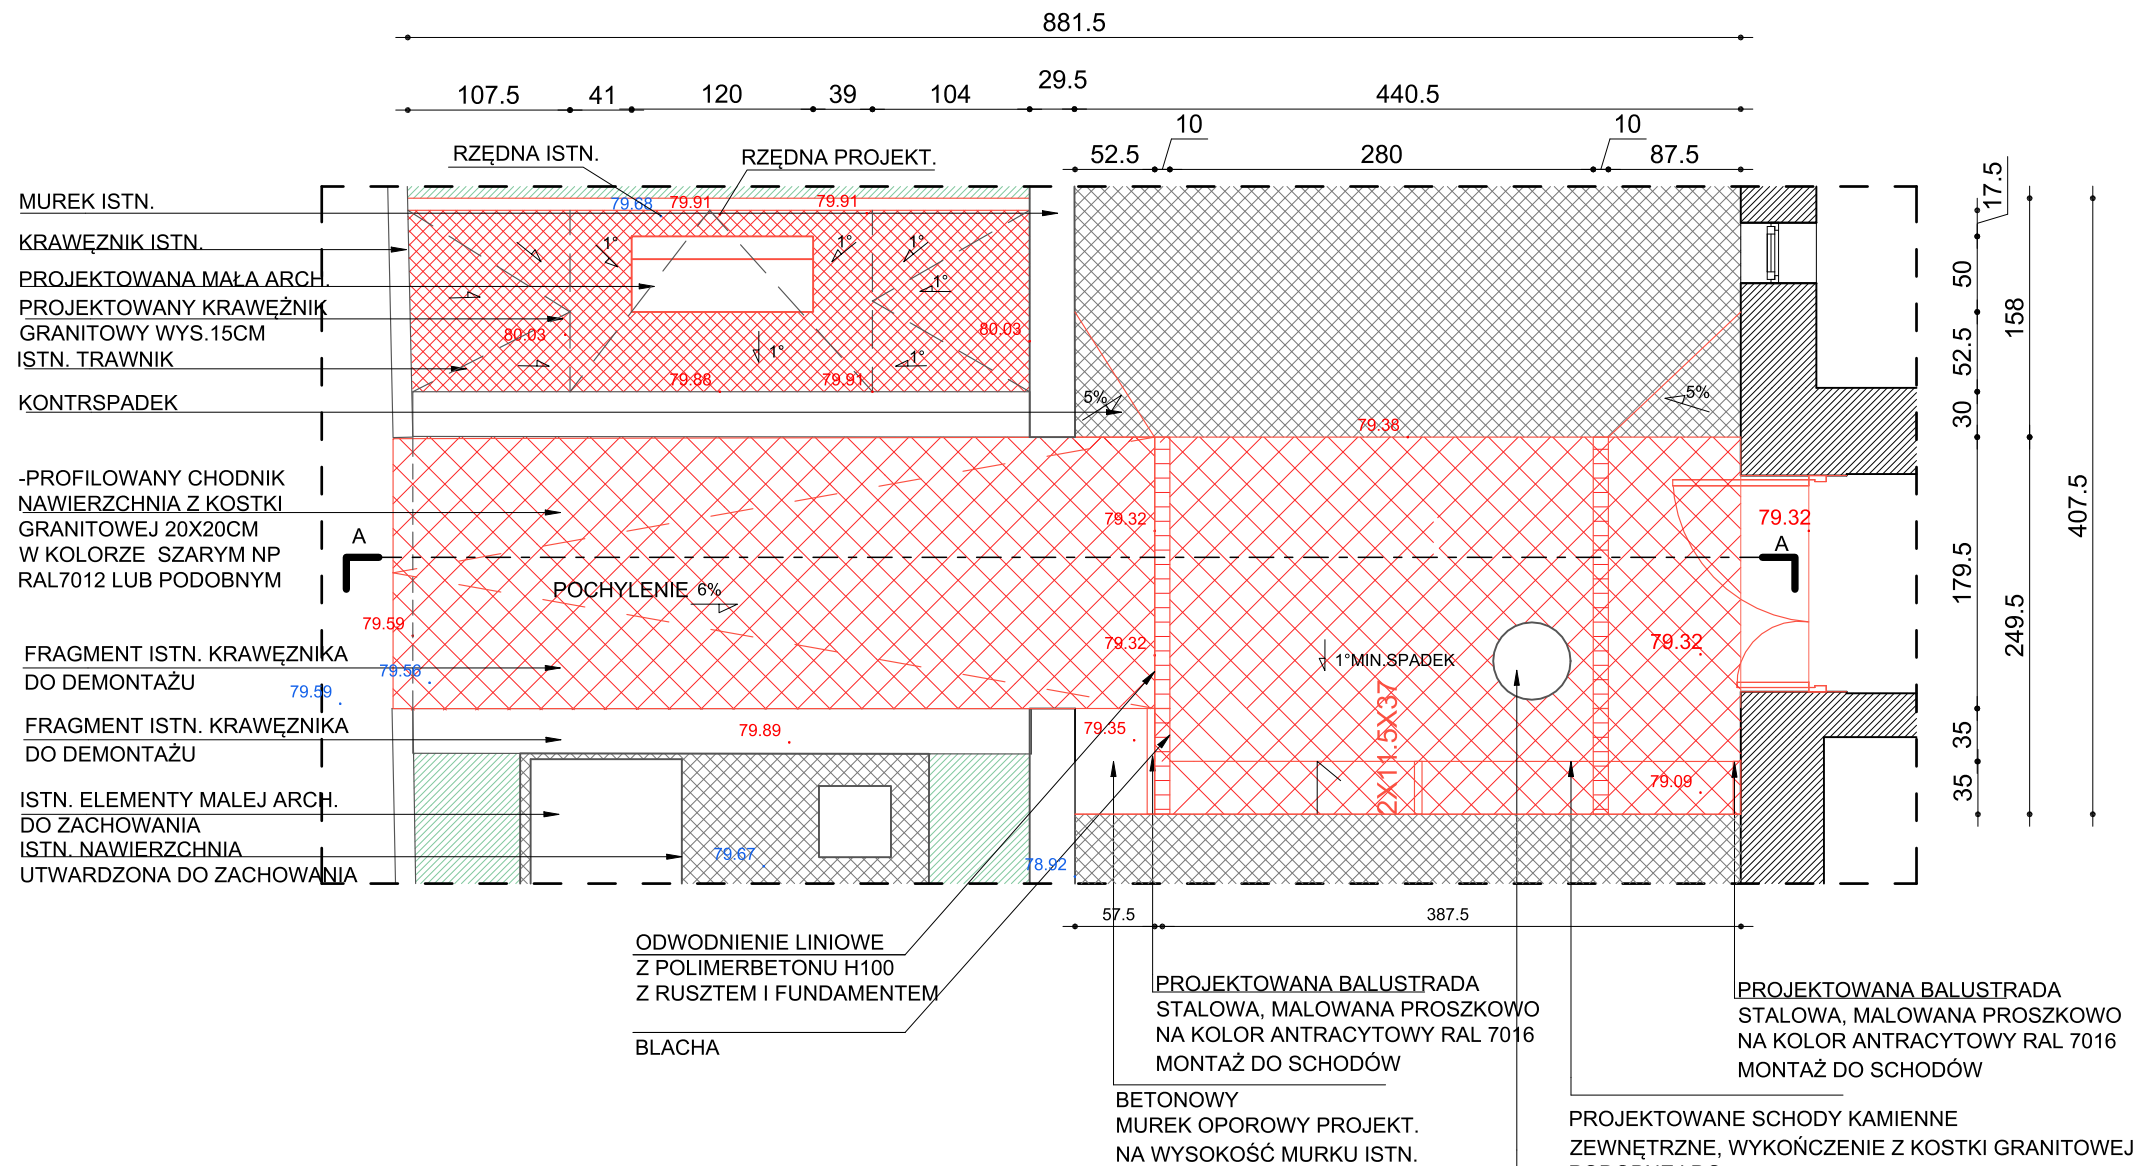 881.5
107.5 41 120 39 104 29.5 440.5
10 10
52.5 280 87.5
RZĘDNA ISTN.
RZĘDNA PROJEKT.
MUREK ISTN.
KRAWĘZNIK ISTN.
PROJEKTOWANA MAŁA ARCH.
PROJEKTOWANY KRAWĘŻNIK
GRANITOWY WYS.15CM
ISTN. TRAWNIK
KONTRSPADEK
-PROFILOWANY CHODNIK
NAWIERZCHNIA Z KOSTKI
GRANITOWEJ 20X20CM
W KOLORZE SZARYM NP
RAL7012 LUB PODOBNYM
FRAGMENT ISTN. KRAWĘZNIKA
DO DEMONTAŻU
FRAGMENT ISTN. KRAWĘZNIKA
DO DEMONTAŻU
ISTN. ELEMENTY MALEJ ARCH.
DO ZACHOWANIA
ISTN. NAWIERZCHNIA
UTWARDZONA DO ZACHOWANIA
79.68 79.91 79.91
1° 1° 1°
1°
80.03 80.03
1° 1°
79.88 79.91
5% 5%
79.38
79.32 79.32
A A
POCHYLENIE 6%
79.59
79.32 79.32
1°MIN.SPADEK
79.56
79.59
2X11.5X37
79.89 79.35
79.09
79.67 78.92
17.5
50
158
52.5
30
407.5
179.5
249.5
35
35
57.5 387.5
ODWODNIENIE LINIOWE
Z POLIMERBETONU H100
Z RUSZTEM I FUNDAMENTEM
BLACHA
PROJEKTOWANA BALUSTRADA
STALOWA, MALOWANA PROSZKOWO
NA KOLOR ANTRACYTOWY RAL 7016
MONTAŻ DO SCHODÓW
PROJEKTOWANA BALUSTRADA
STALOWA, MALOWANA PROSZKOWO
NA KOLOR ANTRACYTOWY RAL 7016
MONTAŻ DO SCHODÓW
BETONOWY
MUREK OPOROWY PROJEKT.
NA WYSOKOŚĆ MURKU ISTN.
PROJEKTOWANE SCHODY KAMIENNE
ZEWNĘTRZNE, WYKOŃCZENIE Z KOSTKI GRANITOWEJ